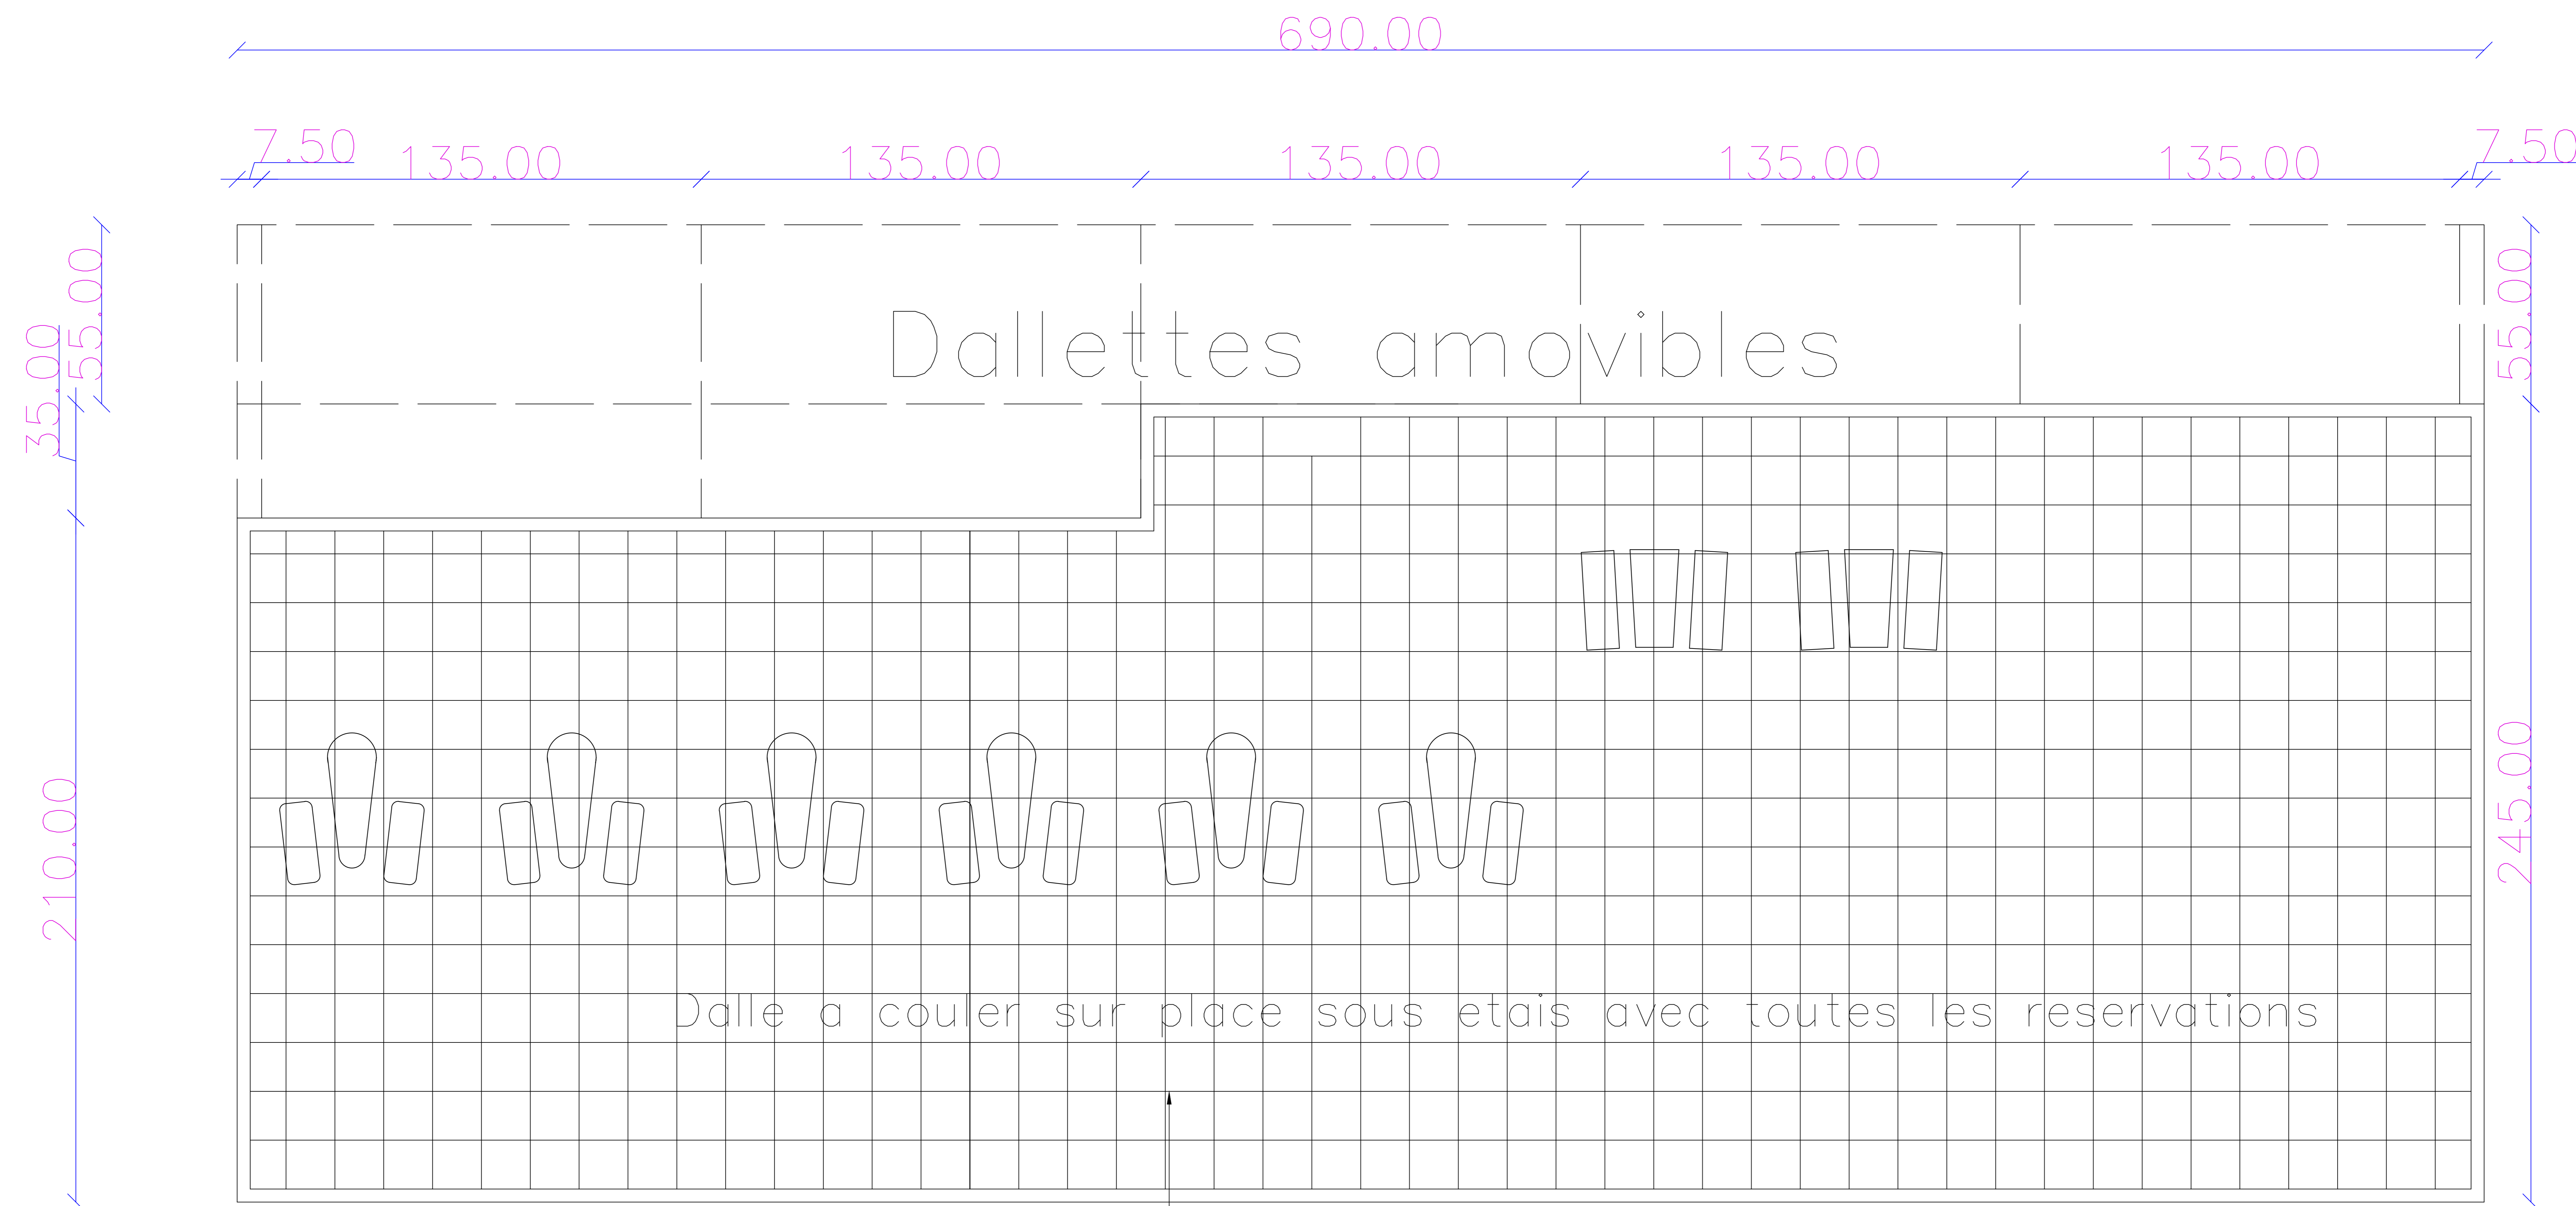 690.00
7.50 135.00 135.00 135.00 135.00 135.00 7.50
55.00
35.00
55.00
Dallettes amovibles
210.00
245.00
Dalle a couler sur place sous etais avec toutes les reservations